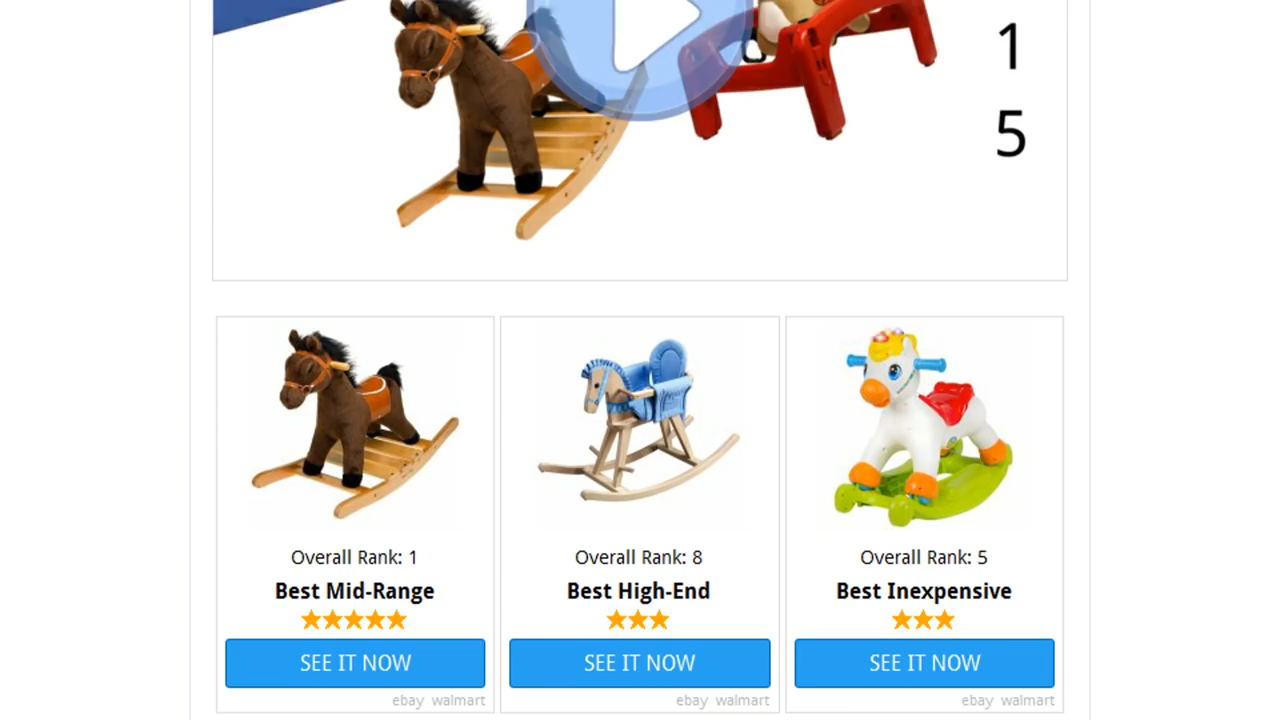 1
5
Overall Rank: 1
Best Mid-Range
SEE IT NOW
ebay walmart
Overall Rank: 8
Best High-End
SEE IT NOW
ebay walmart
Overall Rank: 5
Best Inexpensive
SEE IT NOW
ebay walmart